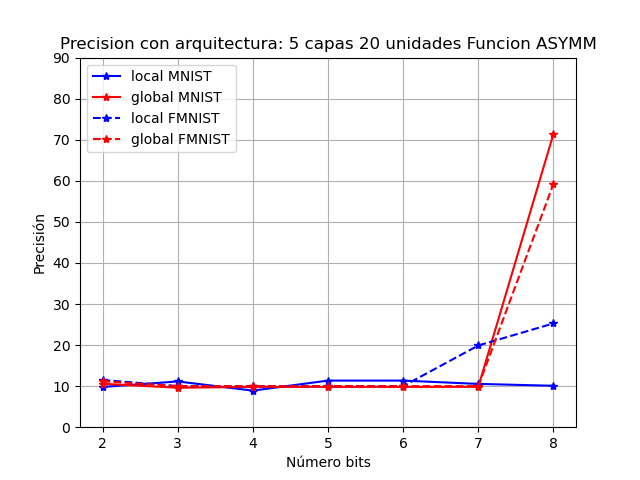 Precision con arquitectura: 5 capas 20 unidades Funcion ASYMM
local MNIST
global MNIST
local FMNIST
global FMNIST
Precisión
90
80
70
60
50
40
30
20
10
0
2 3 4 5 6 7 8
Número bits